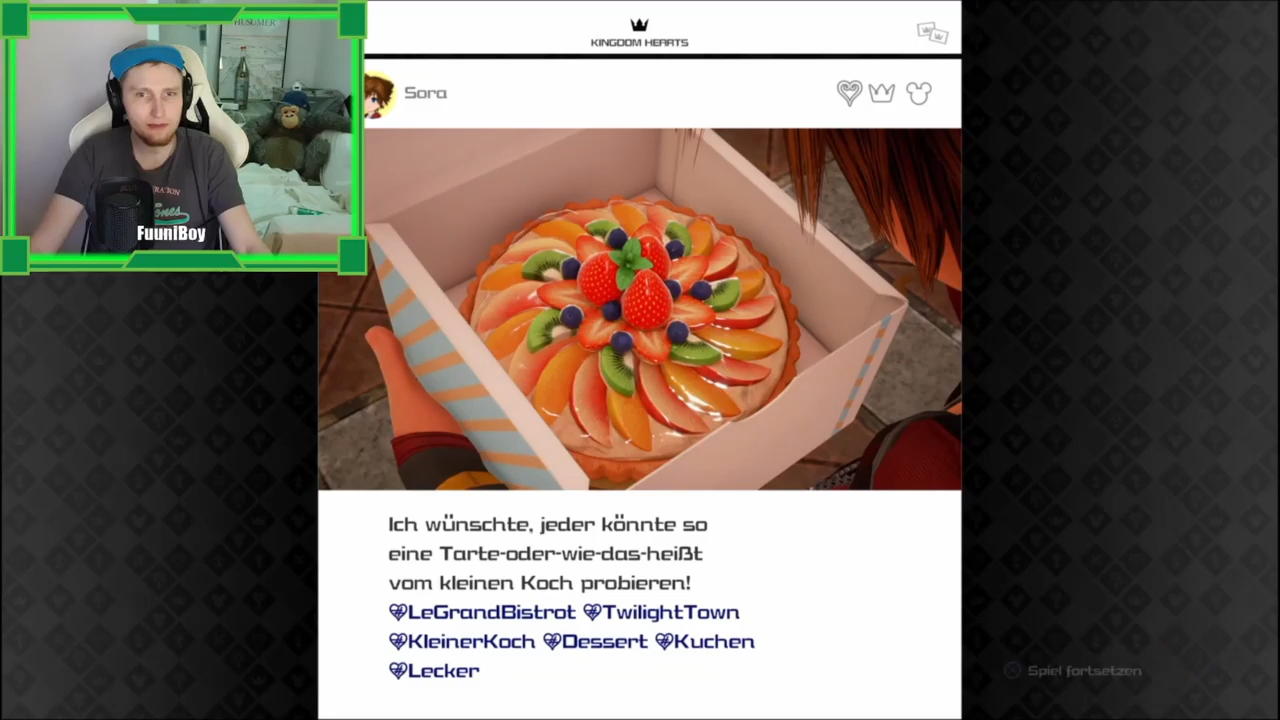 HUSUMER
KINGDOM HEARTS
Sora
FuuniBoy
Ich wünschte, jeder könnte so
eine Tarte-oder-wie-das-heißt
vom kleinen Koch probieren!
LeGrandBistrot TwilightTown
KleinerKoch Dessert Kuchen
Lecker
Spiel fortsetzen